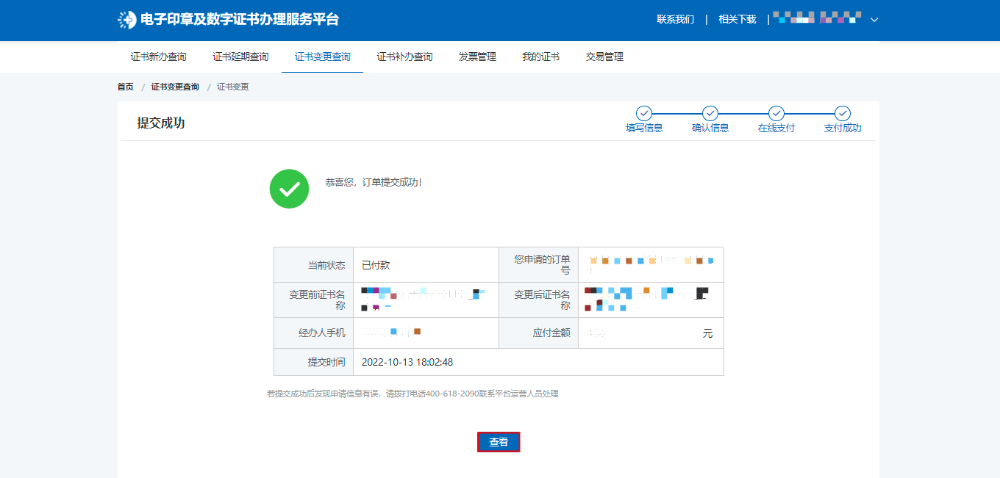 电子印章及数字证书办理服务平台
联系我们 | 相关下载 |
证书新办查询 证书延期查询 证书变更查询 证书补办查询 发票管理 我的证书 交易管理
首页 / 证书变更查询 / 证书变更
提交成功
填写信息 确认信息 在线支付 支付成功
恭喜您，订单提交成功！
当前状态 已付款 您申请的订单
号
变更前证书名 变更后证书名
称 称
经办人手机 应付金额 元
提交时间 2022-10-13 18:02:48
若提交成功后发现申请信息有误，请拨打电话400-618-2090联系平台运营人员处理
查看